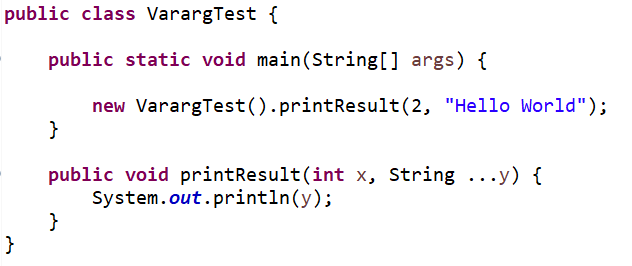 public class VarargTest {
public static void main(String[] args) {
new VarargTest().printResult(2, "Hello World");
}
public void printResult(int x, String ...y) {
System.out.println(y);
}
}